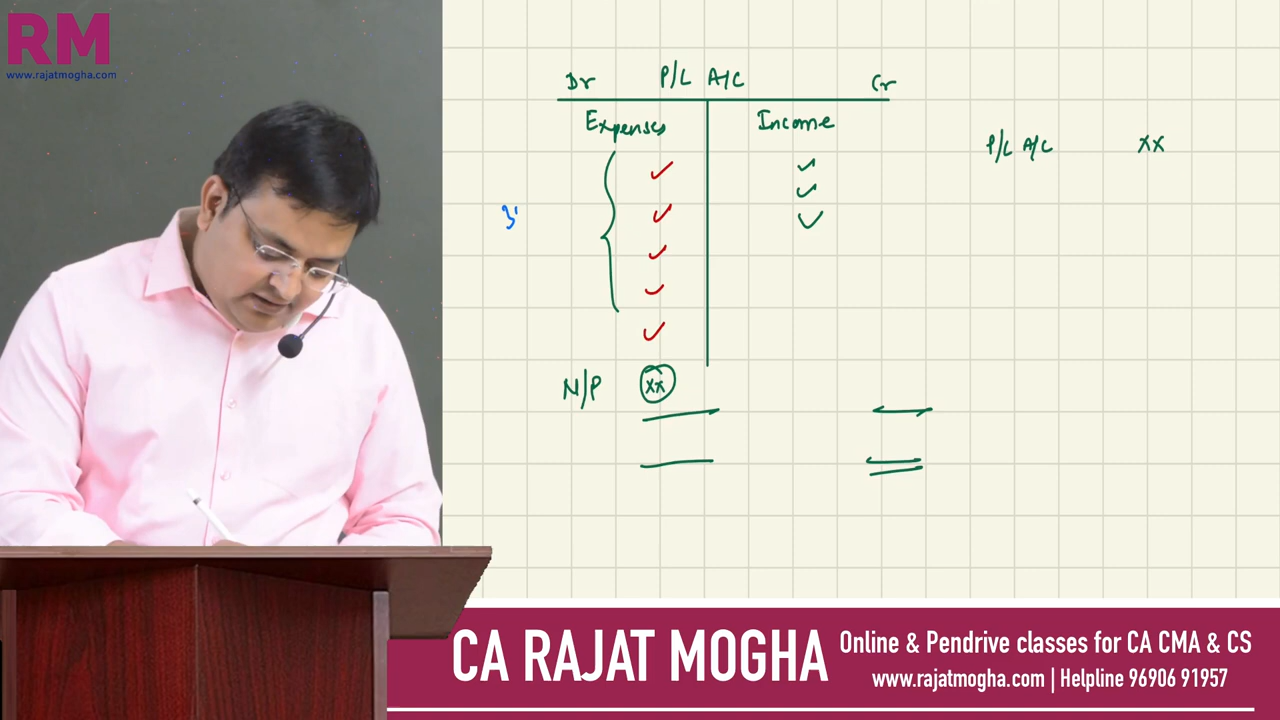 RM
www.rajatmogha.com
Dr P/L A/C Cr
Expenses Income
P/L A/C XX
N/P XX
CA RAJAT MOGHA
Online & Pendrive classes for CA CMA & CS
www.rajatmogha.com | Helpline 96906 91957